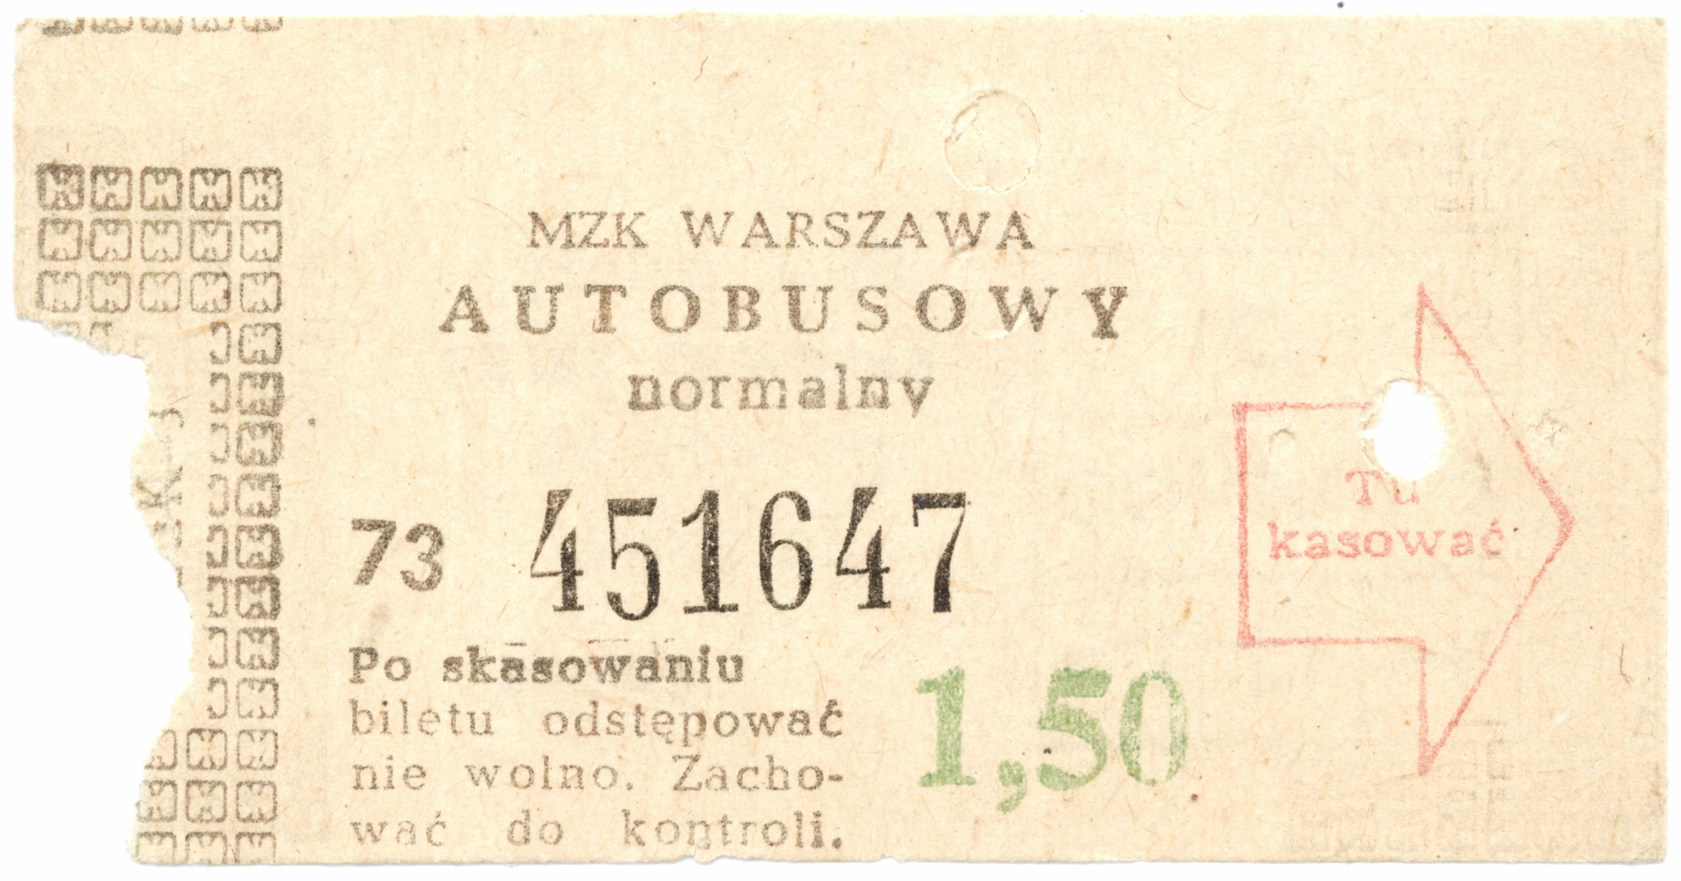 MZK WARSZAWA
AUTOBUSOWY
normalny
73 451647
Po skasowaniu
biletu odstępować
nie wolno. Zacho-
wać do kontroli.
1,50
Tu
kasować